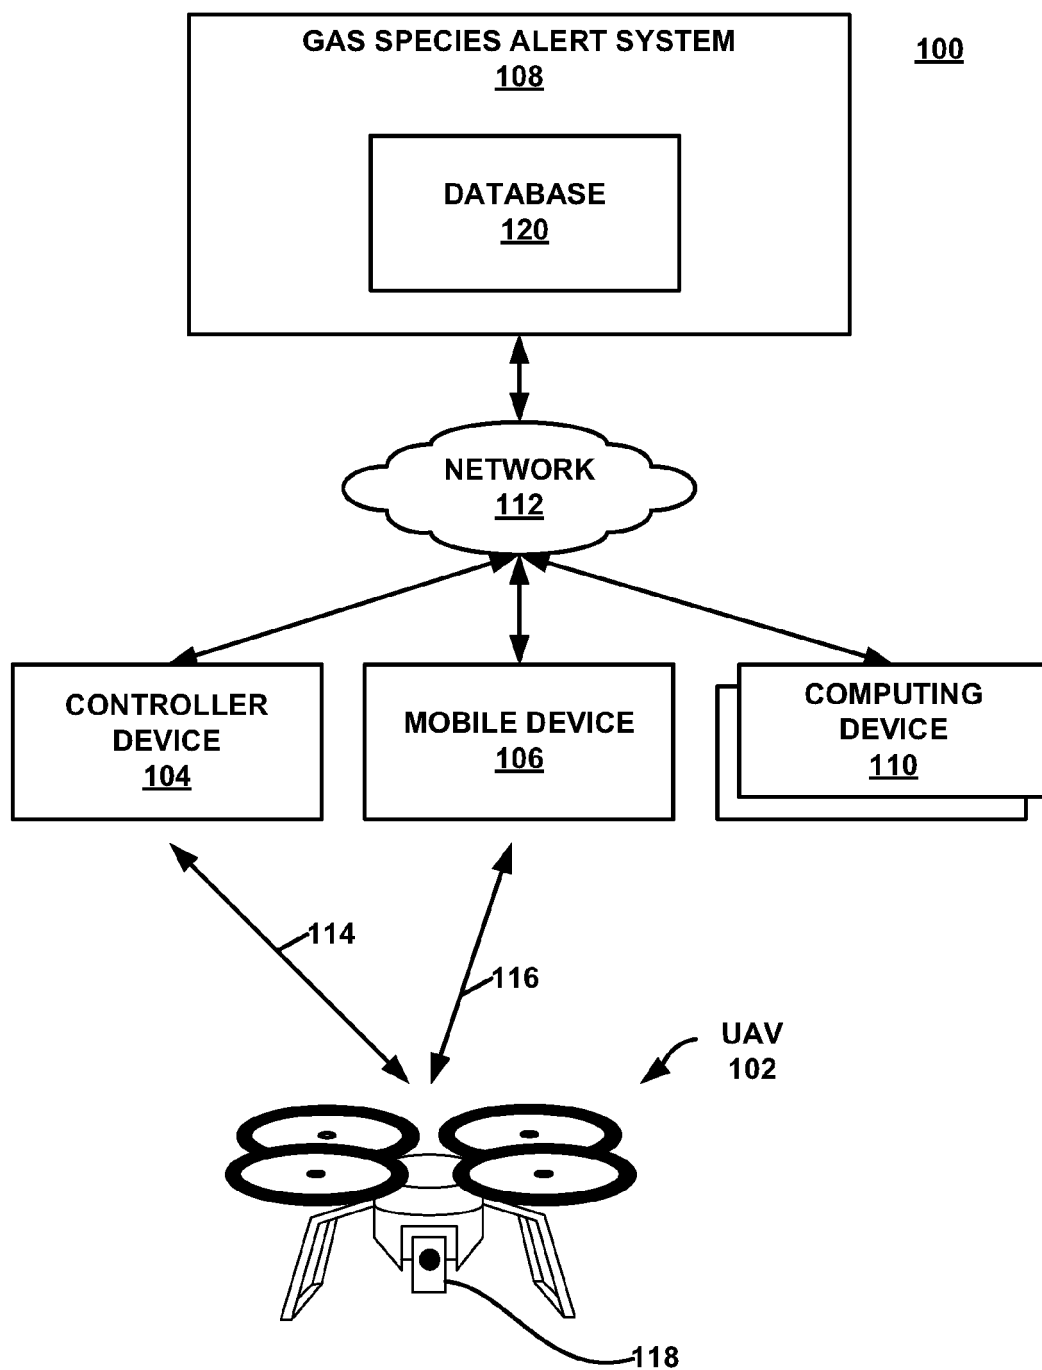 GAS SPECIES ALERT SYSTEM
108
100
DATABASE
120
NETWORK
112
CONTROLLER
DEVICE
104
MOBILE DEVICE
106
COMPUTING
DEVICE
110
114
116
UAV
102
118